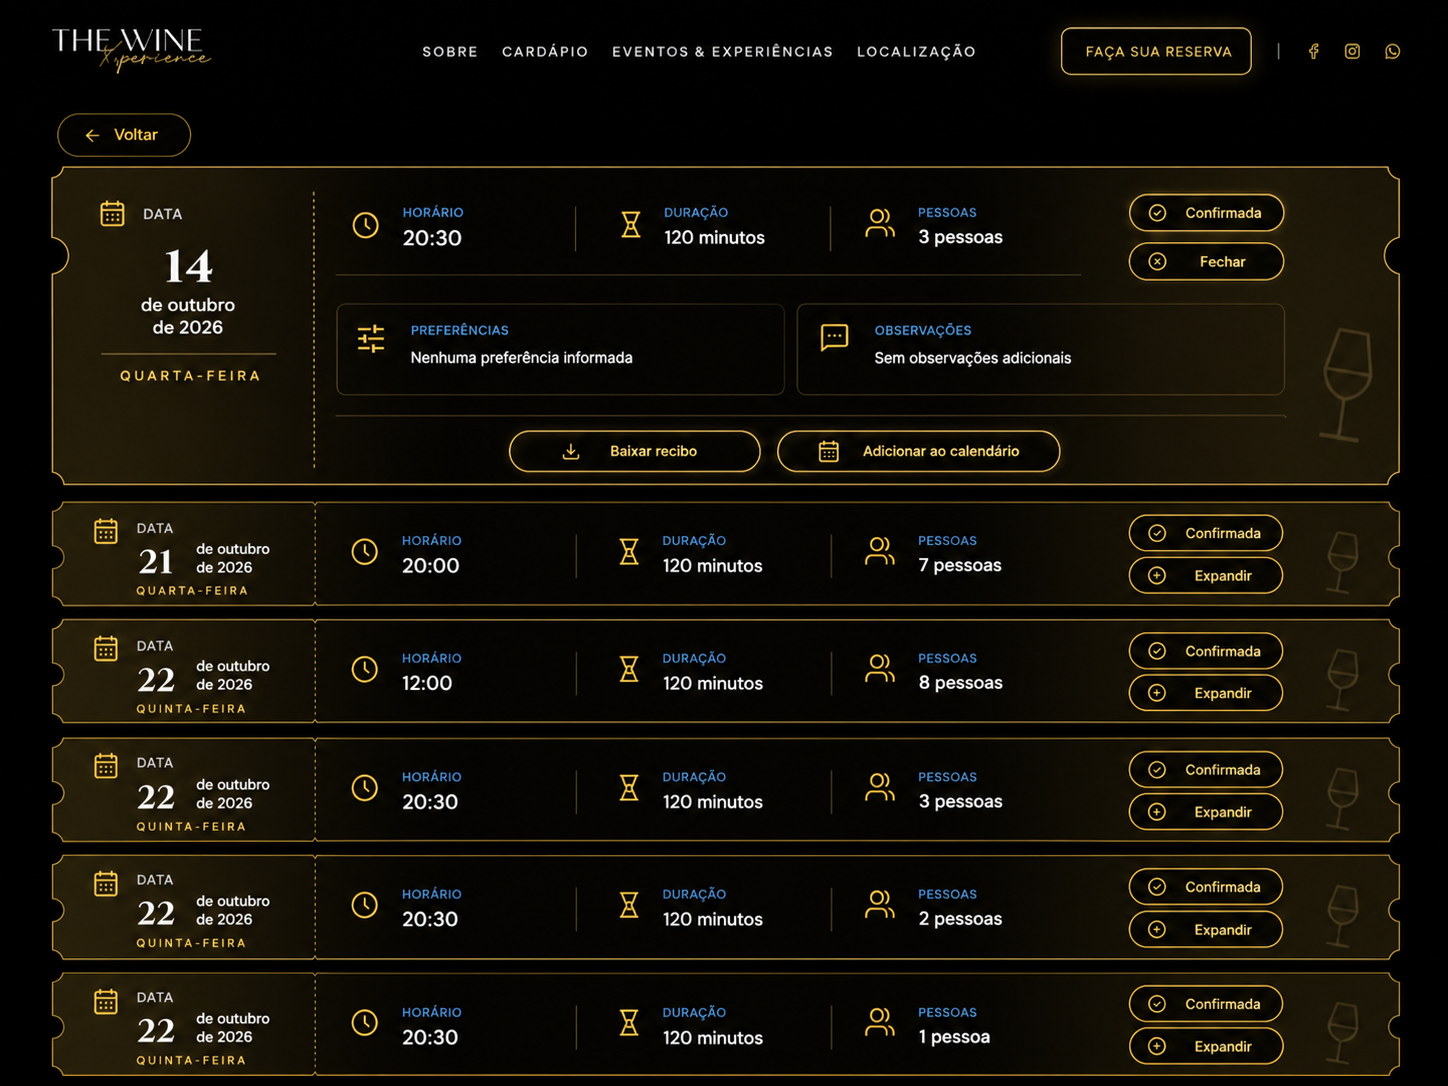 THE WINE
Xperience
SOBRE CARDÁPIO EVENTOS & EXPERIÊNCIAS LOCALIZAÇÃO
FAÇA SUA RESERVA
Voltar
DATA
14
de outubro
de 2026
QUARTA-FEIRA
HORÁRIO
20:30
DURAÇÃO
120 minutos
PESSOAS
3 pessoas
Confirmada
Fechar
PREFERÊNCIAS
Nenhuma preferência informada
OBSERVAÇÕES
Sem observações adicionais
Baixar recibo
Adicionar ao calendário
DATA
21
de outubro
de 2026
QUARTA-FEIRA
HORÁRIO
20:00
DURAÇÃO
120 minutos
PESSOAS
7 pessoas
Confirmada
Expandir
DATA
22
de outubro
de 2026
QUINTA-FEIRA
HORÁRIO
12:00
DURAÇÃO
120 minutos
PESSOAS
8 pessoas
Confirmada
Expandir
DATA
22
de outubro
de 2026
QUINTA-FEIRA
HORÁRIO
20:30
DURAÇÃO
120 minutos
PESSOAS
3 pessoas
Confirmada
Expandir
DATA
22
de outubro
de 2026
QUINTA-FEIRA
HORÁRIO
20:30
DURAÇÃO
120 minutos
PESSOAS
2 pessoas
Confirmada
Expandir
DATA
22
de outubro
de 2026
QUINTA-FEIRA
HORÁRIO
20:30
DURAÇÃO
120 minutos
PESSOAS
1 pessoa
Confirmada
Expandir